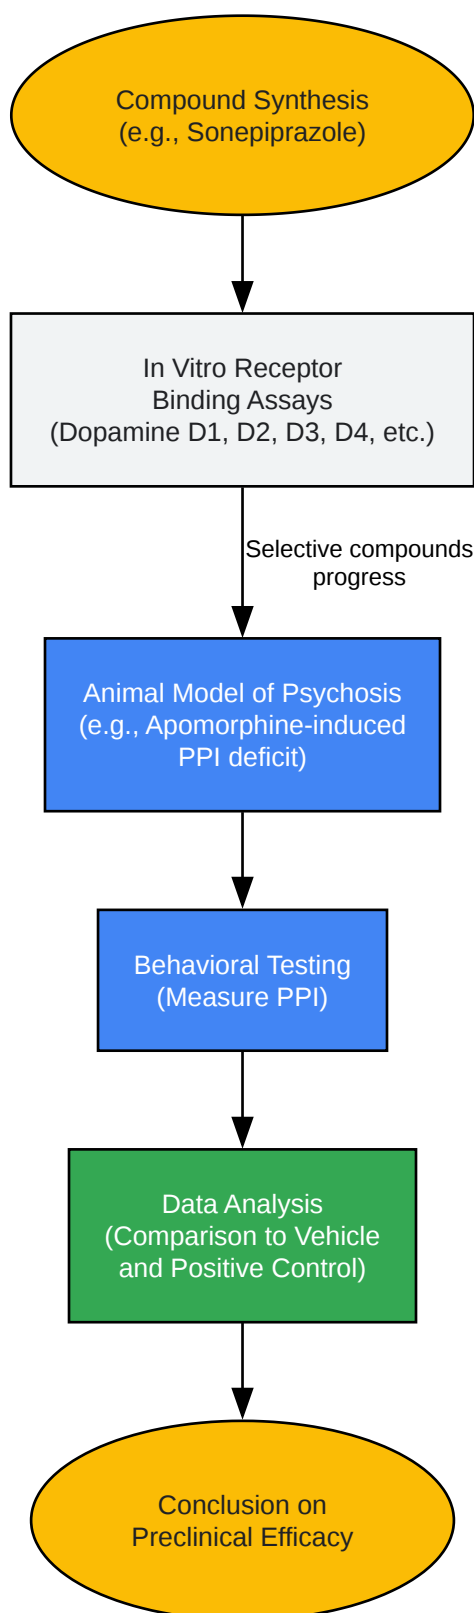 Compound Synthesis
(e.g., Sonepiprazole)
In Vitro Receptor
Binding Assays
(Dopamine D1, D2, D3, D4, etc.)
Selective compounds
progress
Animal Model of Psychosis
(e.g., Apomorphine-induced
PPI deficit)
Behavioral Testing
(Measure PPI)
Data Analysis
(Comparison to Vehicle
and Positive Control)
Conclusion on
Preclinical Efficacy